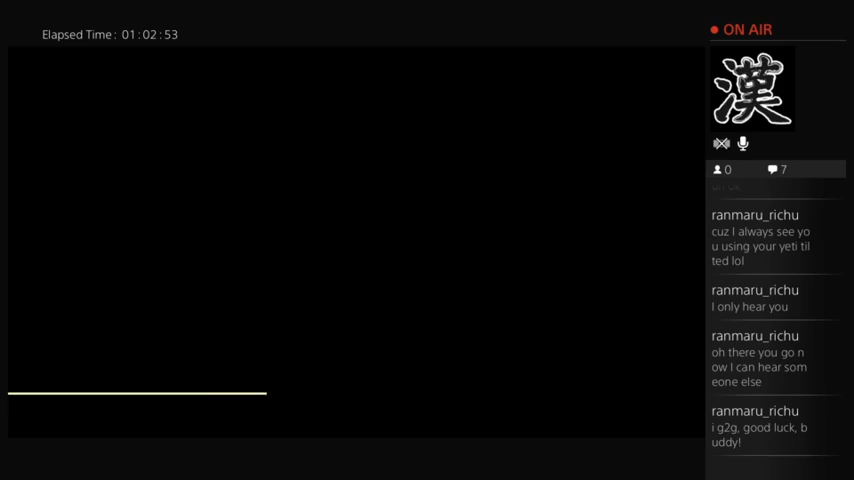 Elapsed Time: 01:02:53
ON AIR
漢
0 7
ranmaru_richu
cuz I always see yo
u using your yeti til
ted lol
ranmaru_richu
I only hear you
ranmaru_richu
oh there you go n
ow I can hear som
eone else
ranmaru_richu
i g2g, good luck, b
uddy!